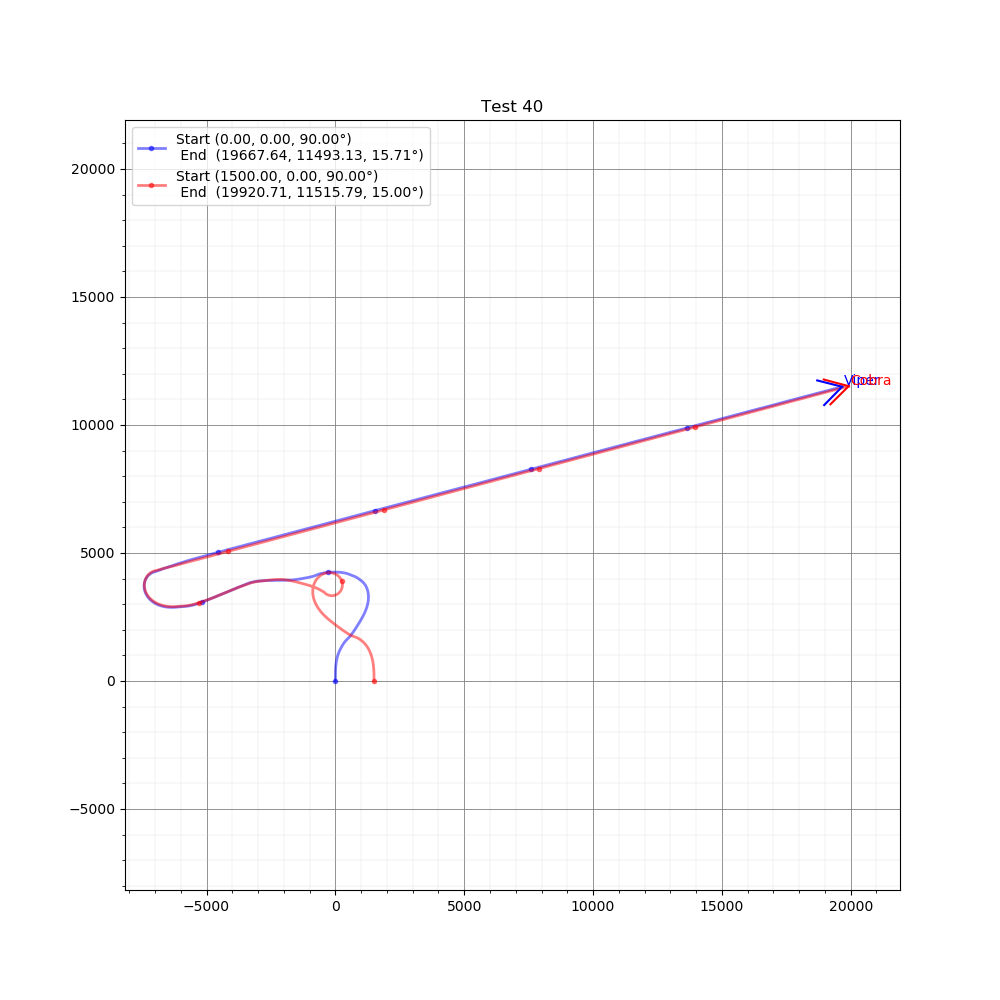 Test 40
Start (0.00, 0.00, 90.00°)
End (19667.64, 11493.13, 15.71°)
Start (1500.00, 0.00, 90.00°)
End (19920.71, 11515.79, 15.00°)
20000
15000
Viper
Cobra
10000
5000
0
−5000
−5000
0
5000
10000
15000
20000